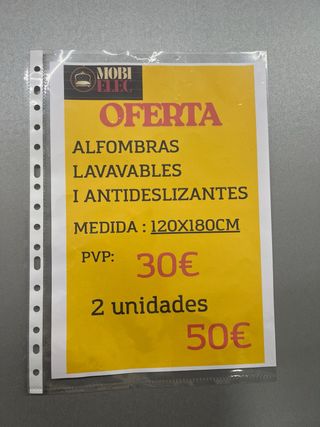 MOBI
ELEC
OFERTA
ALFOMBRAS
LAVAVABLES
I ANTIDESLIZANTES
MEDIDA : 120X180CM
PVP: 30€
2 unidades
50€